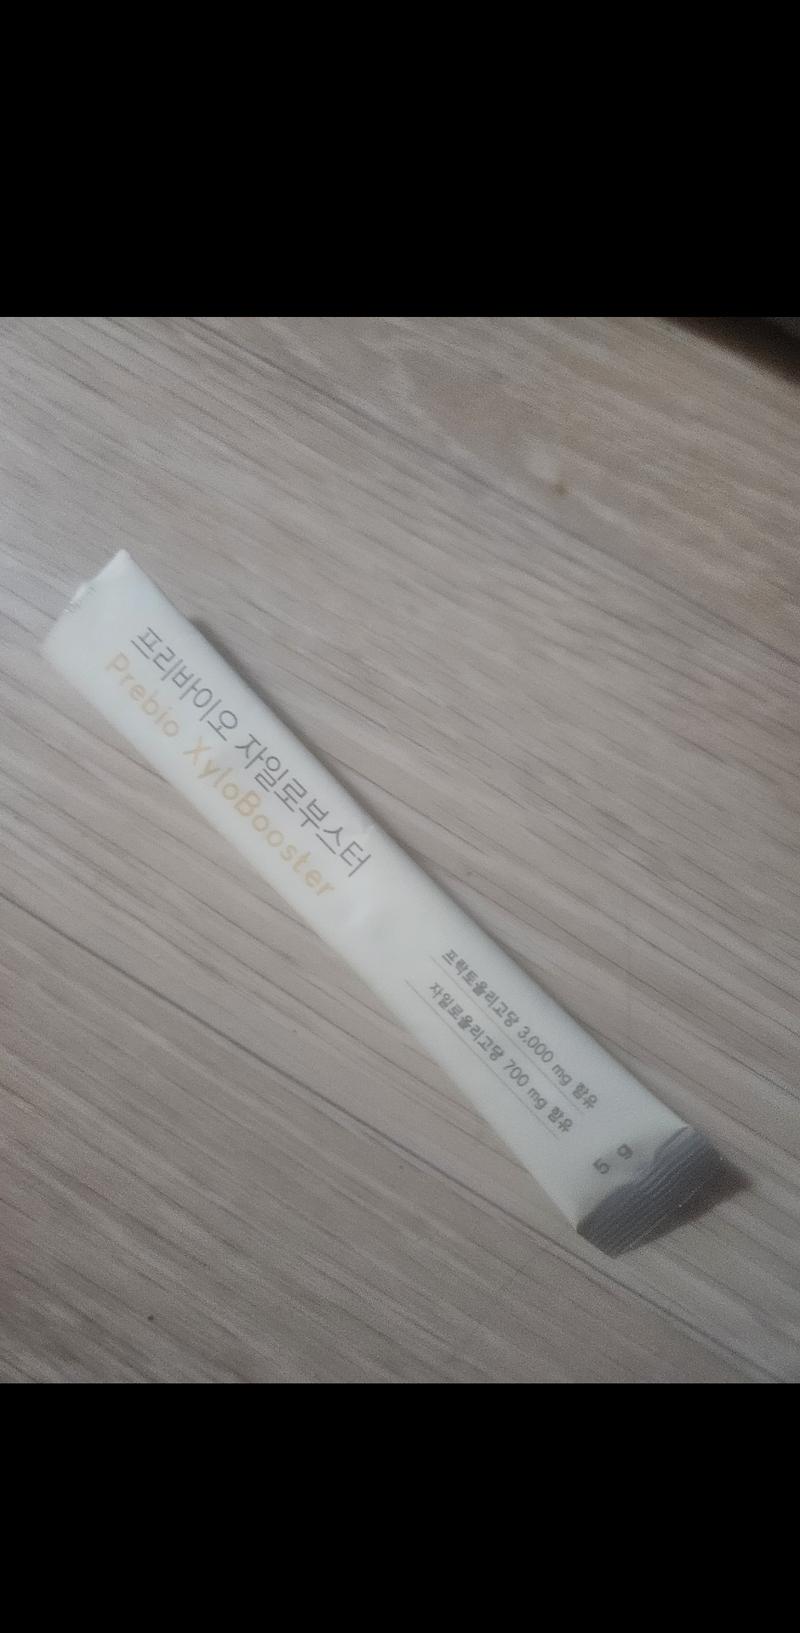 프리바이오 자일로부스터
Prebio XyloBooster
프락토올리고당 3,000 mg 함유
자일로올리고당 700 mg 함유
5 g